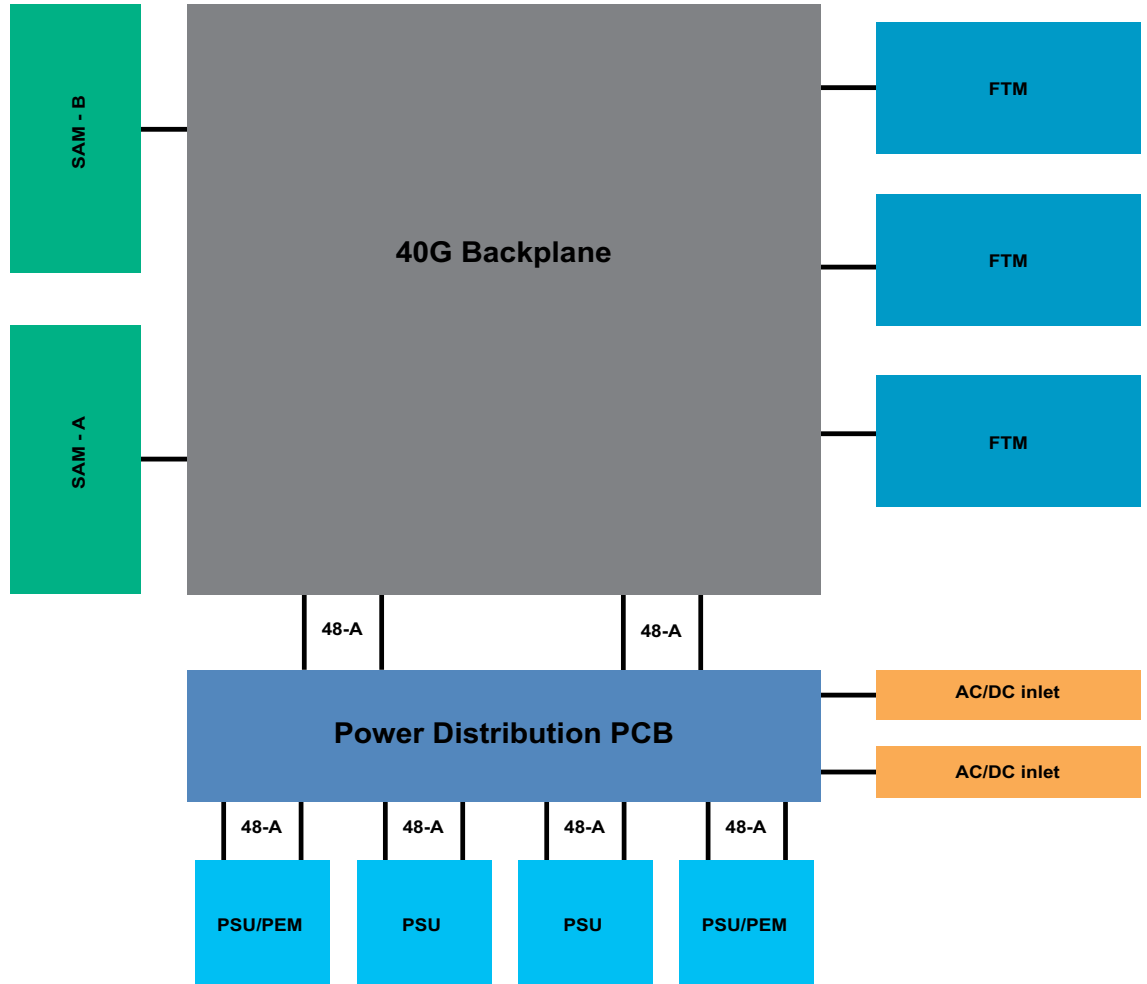 SAM - B
FTM
40G Backplane
FTM
SAM - A
FTM
48-A
48-A
Power Distribution PCB
AC/DC inlet
AC/DC inlet
48-A
48-A
48-A
48-A
PSU/PEM
PSU
PSU
PSU/PEM